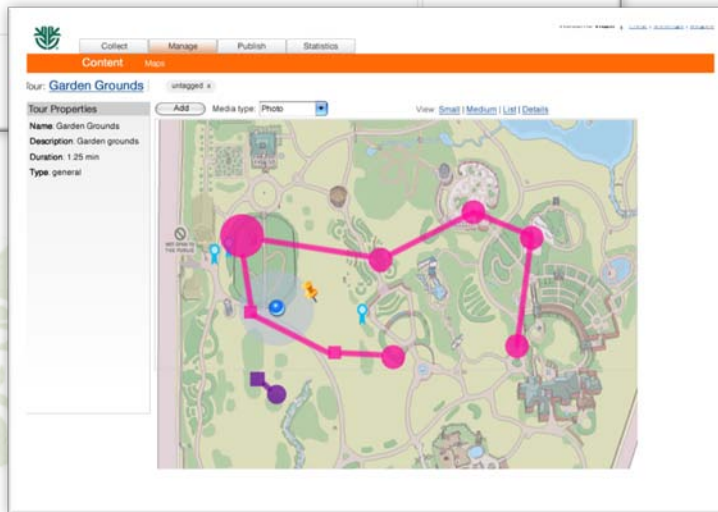 Collect Manage Publish Statistics
Content Maps
Tour: Garden Grounds untagged x
Tour Properties
Add Media type: Photo View: Small | Medium | List | Details
Name: Garden Grounds
Description: Garden grounds
Duration: 1.25 min
Type: general